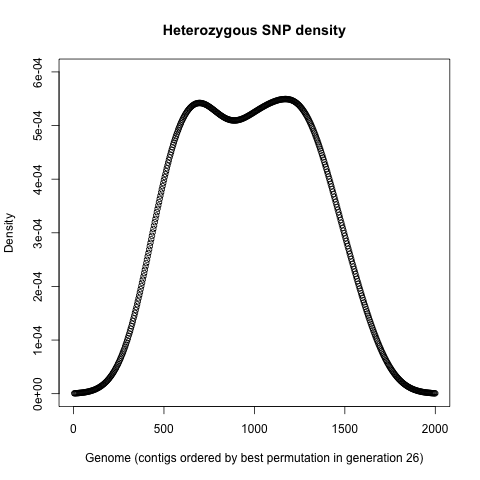 Heterozygous SNP density
Density
6e-04
5e-04
4e-04
3e-04
2e-04
1e-04
0e+00
0 500 1000 1500 2000
Genome (contigs ordered by best permutation in generation 26)